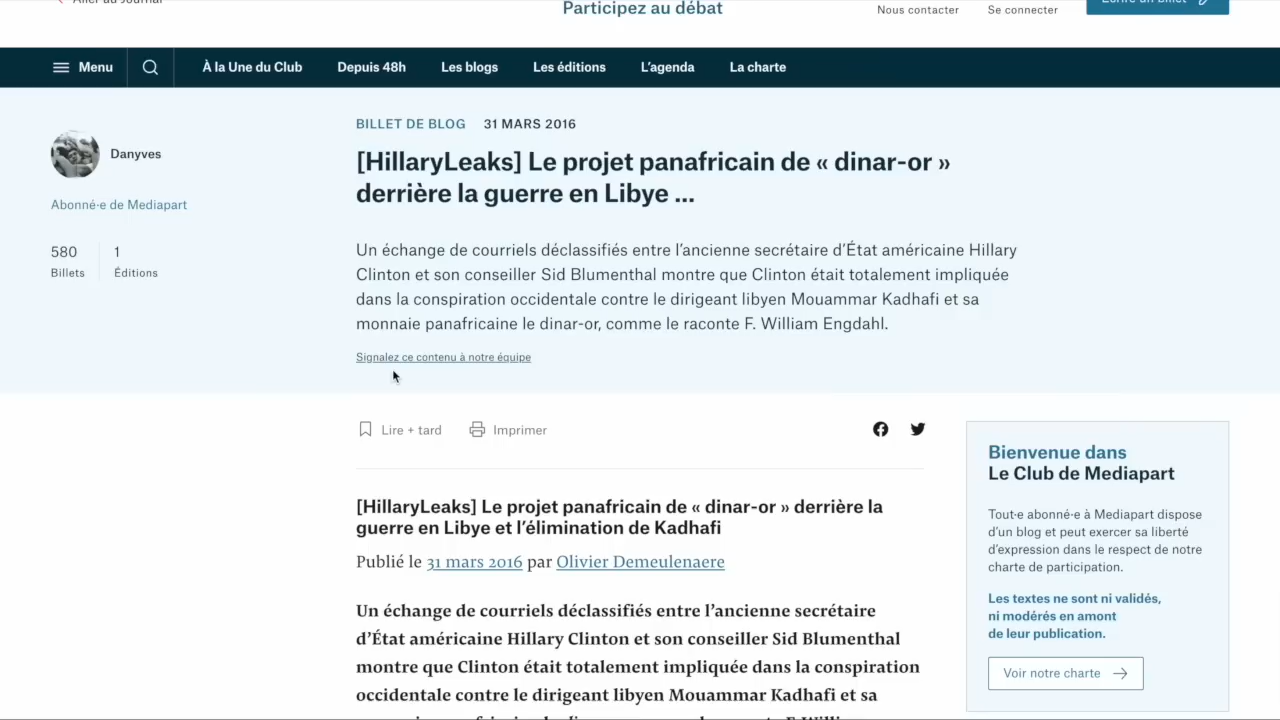 Aller au Journal
Participez au débat
Nous contacter
Se connecter
Écrire un billet
Menu
À la Une du Club
Depuis 48h
Les blogs
Les éditions
L’agenda
La charte
Danyves
Abonné·e de Mediapart
580
Billets
1
Éditions
BILLET DE BLOG 31 MARS 2016
[HillaryLeaks] Le projet panafricain de « dinar-or »
derrière la guerre en Libye ...
Un échange de courriels déclassifiés entre l’ancienne secrétaire d’État américaine Hillary
Clinton et son conseiller Sid Blumenthal montre que Clinton était totalement impliquée
dans la conspiration occidentale contre le dirigeant libyen Mouammar Kadhafi et sa
monnaie panafricaine le dinar-or, comme le raconte F. William Engdahl.
Signalez ce contenu à notre équipe
Lire + tard
Imprimer
[HillaryLeaks] Le projet panafricain de « dinar-or » derrière la
guerre en Libye et l’élimination de Kadhafi
Publié le 31 mars 2016 par Olivier Demeulenaere
Un échange de courriels déclassifiés entre l’ancienne secrétaire
d’État américaine Hillary Clinton et son conseiller Sid Blumenthal
montre que Clinton était totalement impliquée dans la conspiration
occidentale contre le dirigeant libyen Mouammar Kadhafi et sa
Bienvenue dans
Le Club de Mediapart
Tout·e abonné·e à Mediapart dispose
d’un blog et peut exercer sa liberté
d’expression dans le respect de notre
charte de participation.
Les textes ne sont ni validés,
ni modérés en amont
de leur publication.
Voir notre charte